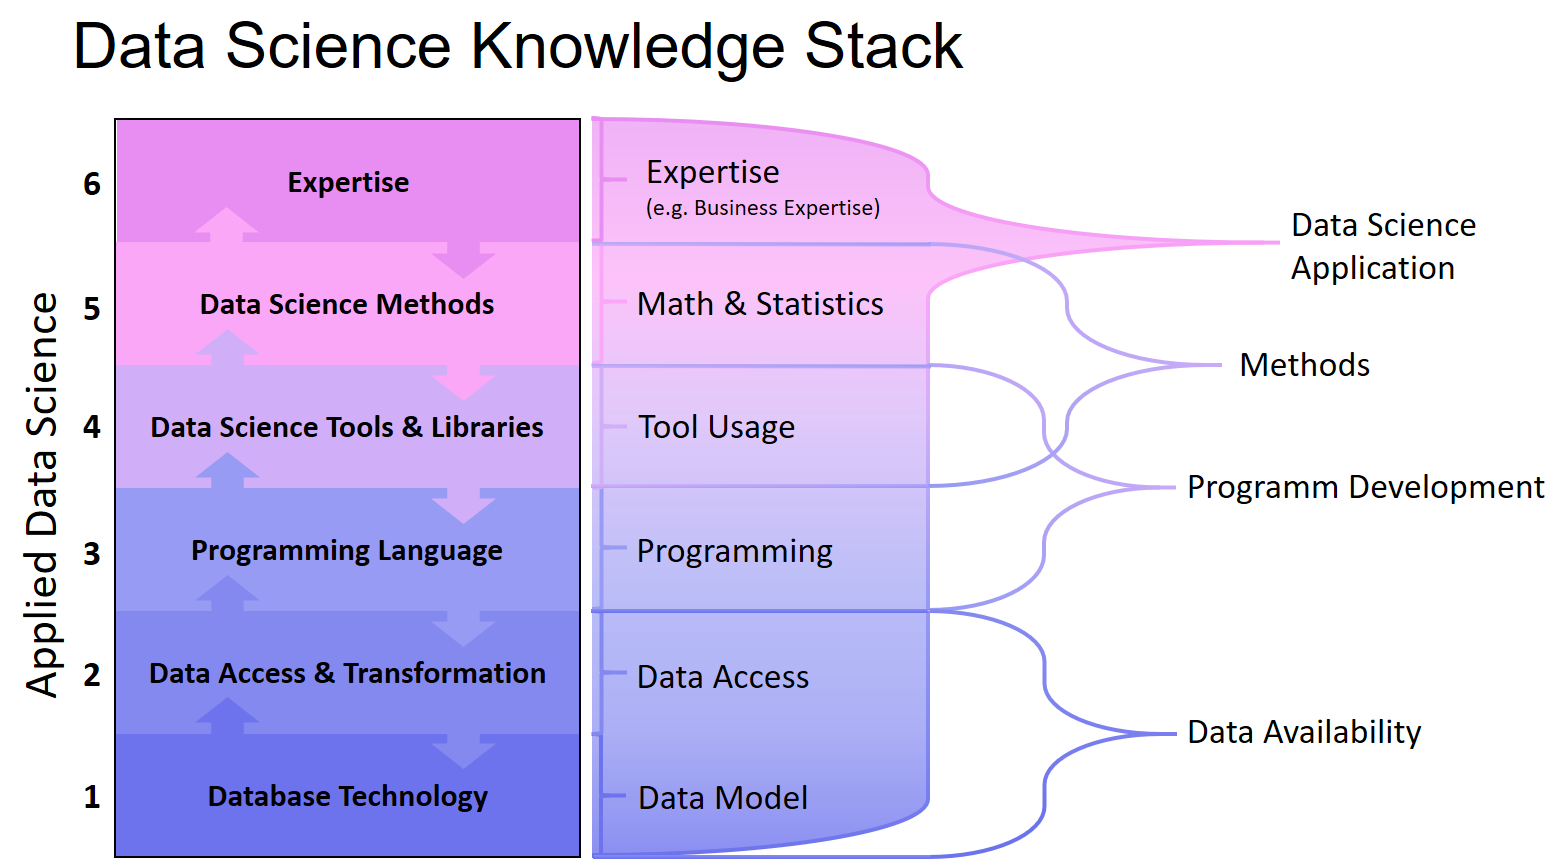 Data Science Knowledge Stack
Applied Data Science
6
Expertise
5
Data Science Methods
4
Data Science Tools & Libraries
3
Programming Language
2
Data Access & Transformation
1
Database Technology
Expertise
(e.g. Business Expertise)
Math & Statistics
Tool Usage
Programming
Data Access
Data Model
Data Science
Application
Methods
Programm Development
Data Availability